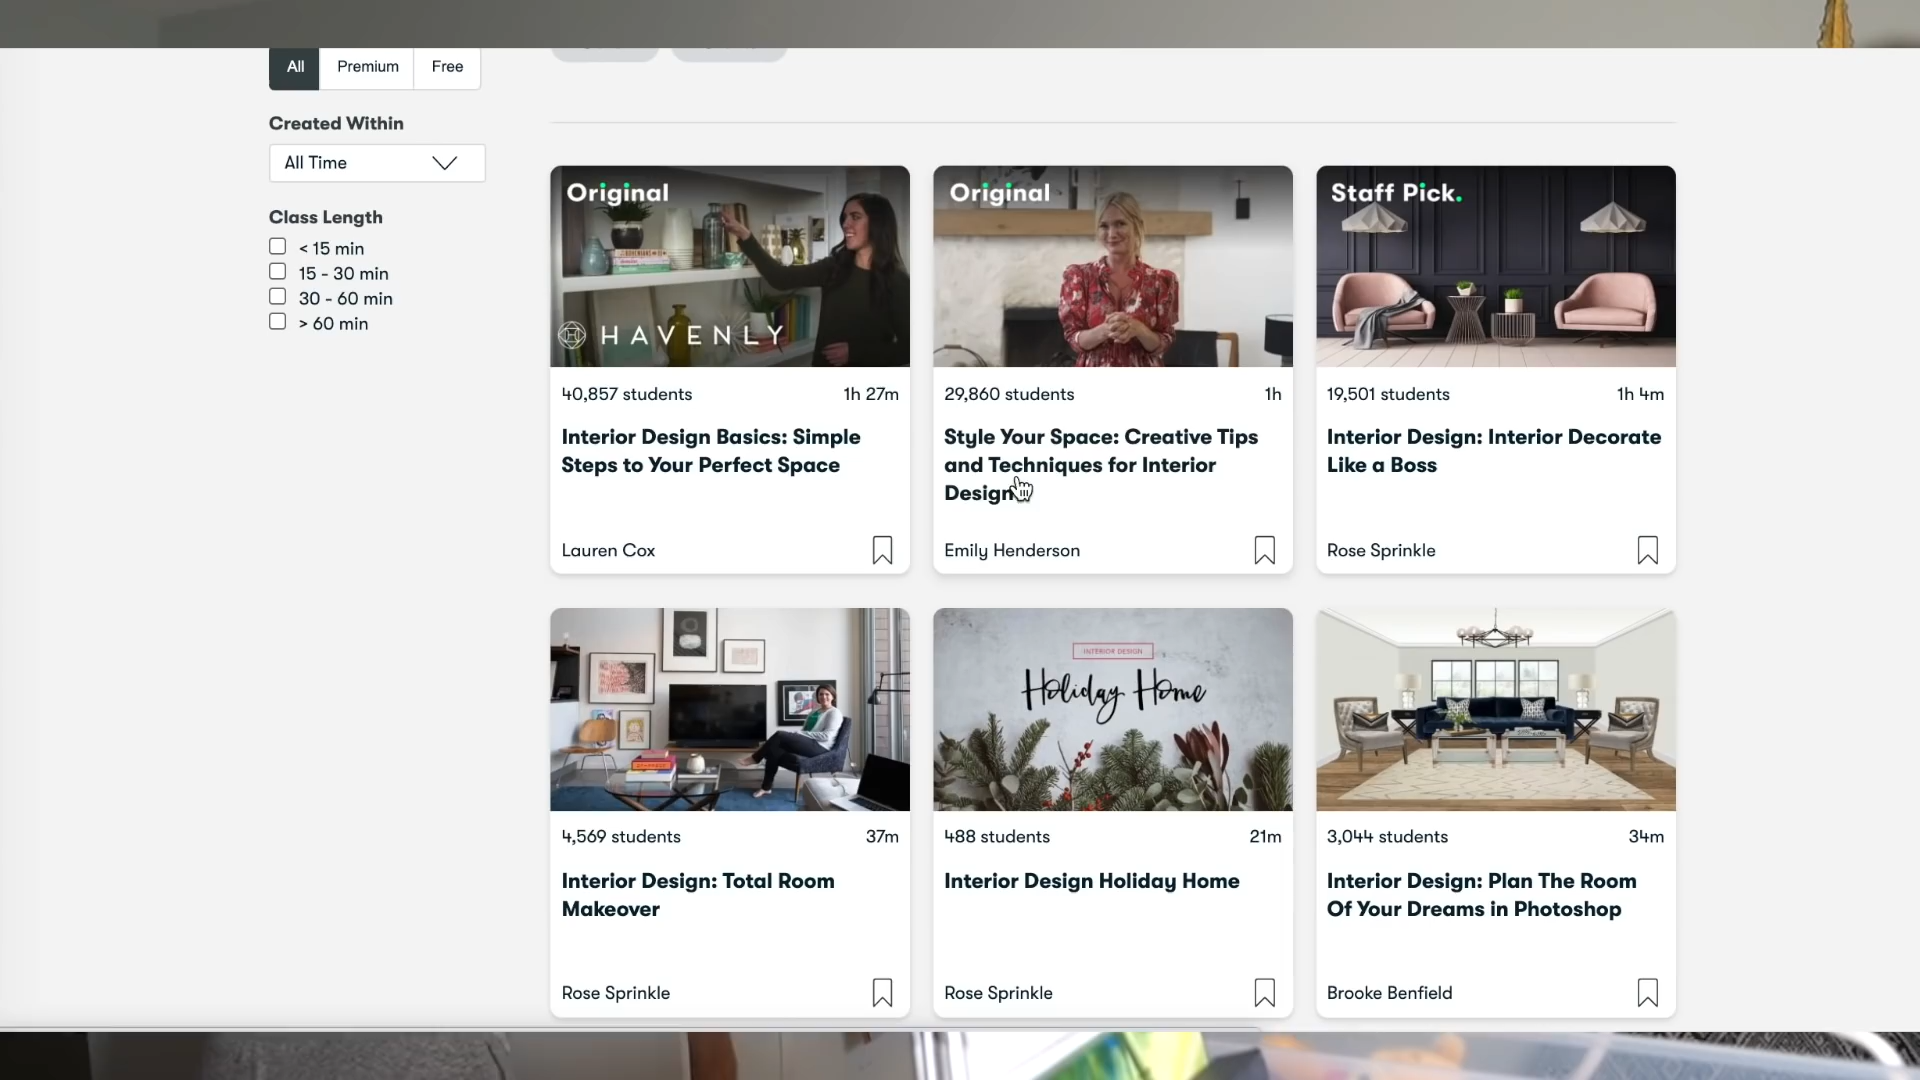 All
Premium
Free
Created Within
All Time
Class Length
< 15 min
15 - 30 min
30 - 60 min
> 60 min
Original
HAVENLY
40,857 students
1h 27m
Interior Design Basics: Simple
Steps to Your Perfect Space
Lauren Cox
Original
29,860 students
1h
Style Your Space: Creative Tips
and Techniques for Interior
Design
Emily Henderson
Staff Pick.
19,501 students
1h 4m
Interior Design: Interior Decorate
Like a Boss
Rose Sprinkle
4,569 students
37m
Interior Design: Total Room
Makeover
Rose Sprinkle
INTERIOR DESIGN
Holiday Home
488 students
21m
Interior Design Holiday Home
Rose Sprinkle
3,044 students
34m
Interior Design: Plan The Room
Of Your Dreams in Photoshop
Brooke Benfield